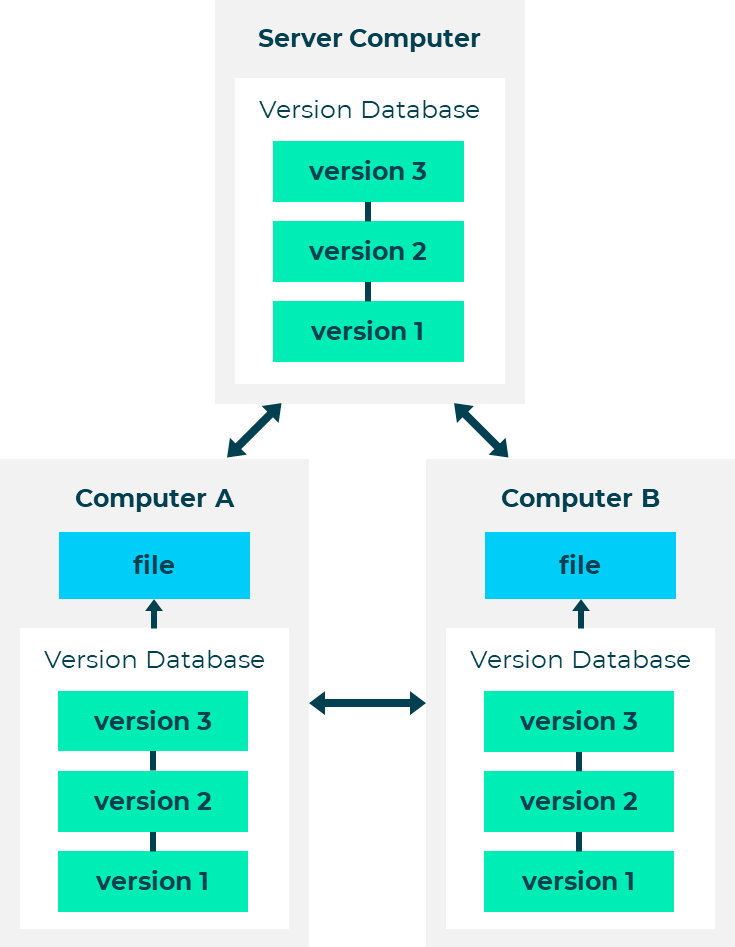 Server Computer
Version Database
version 3
version 2
version 1
Computer A
file
Version Database
version 3
version 2
version 1
Computer B
file
Version Database
version 3
version 2
version 1